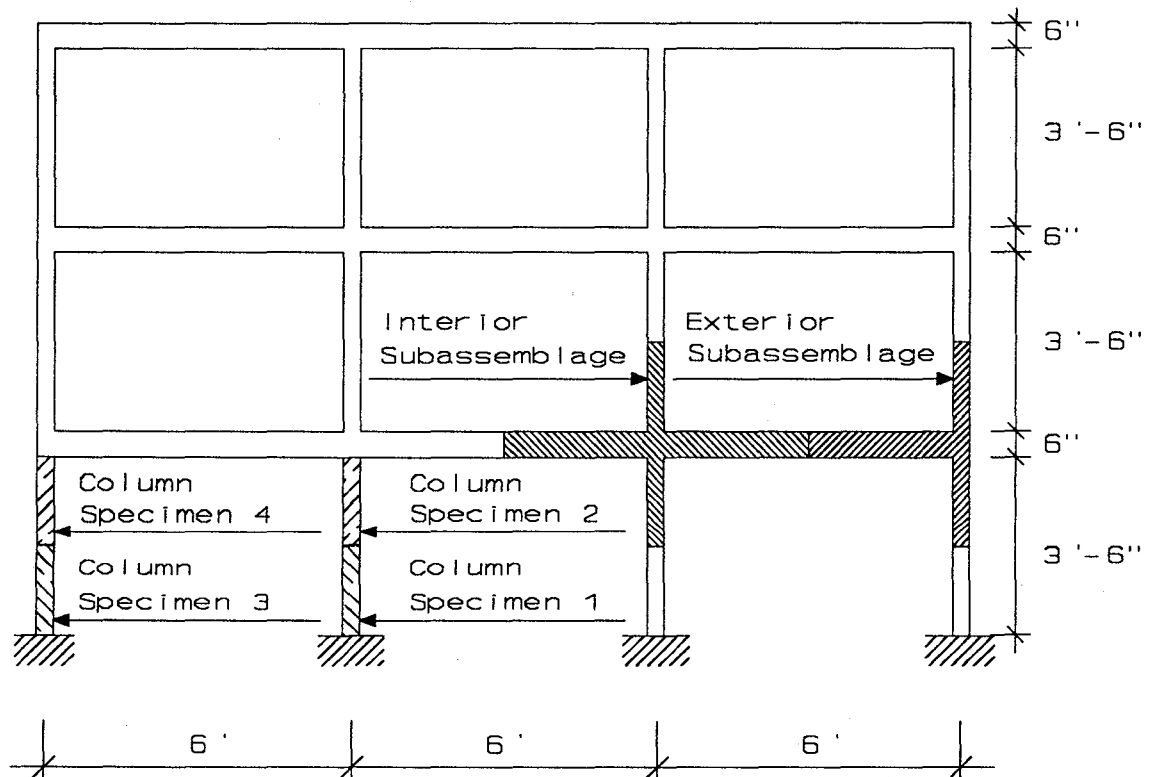 6''
3'-6''
6''
Interior
Subassemblage
Exterior
Subassemblage
3'-6''
6''
Column
Specimen 4
Column
Specimen 2
3'-6''
Column
Specimen 3
Column
Specimen 1
6'
6'
6'